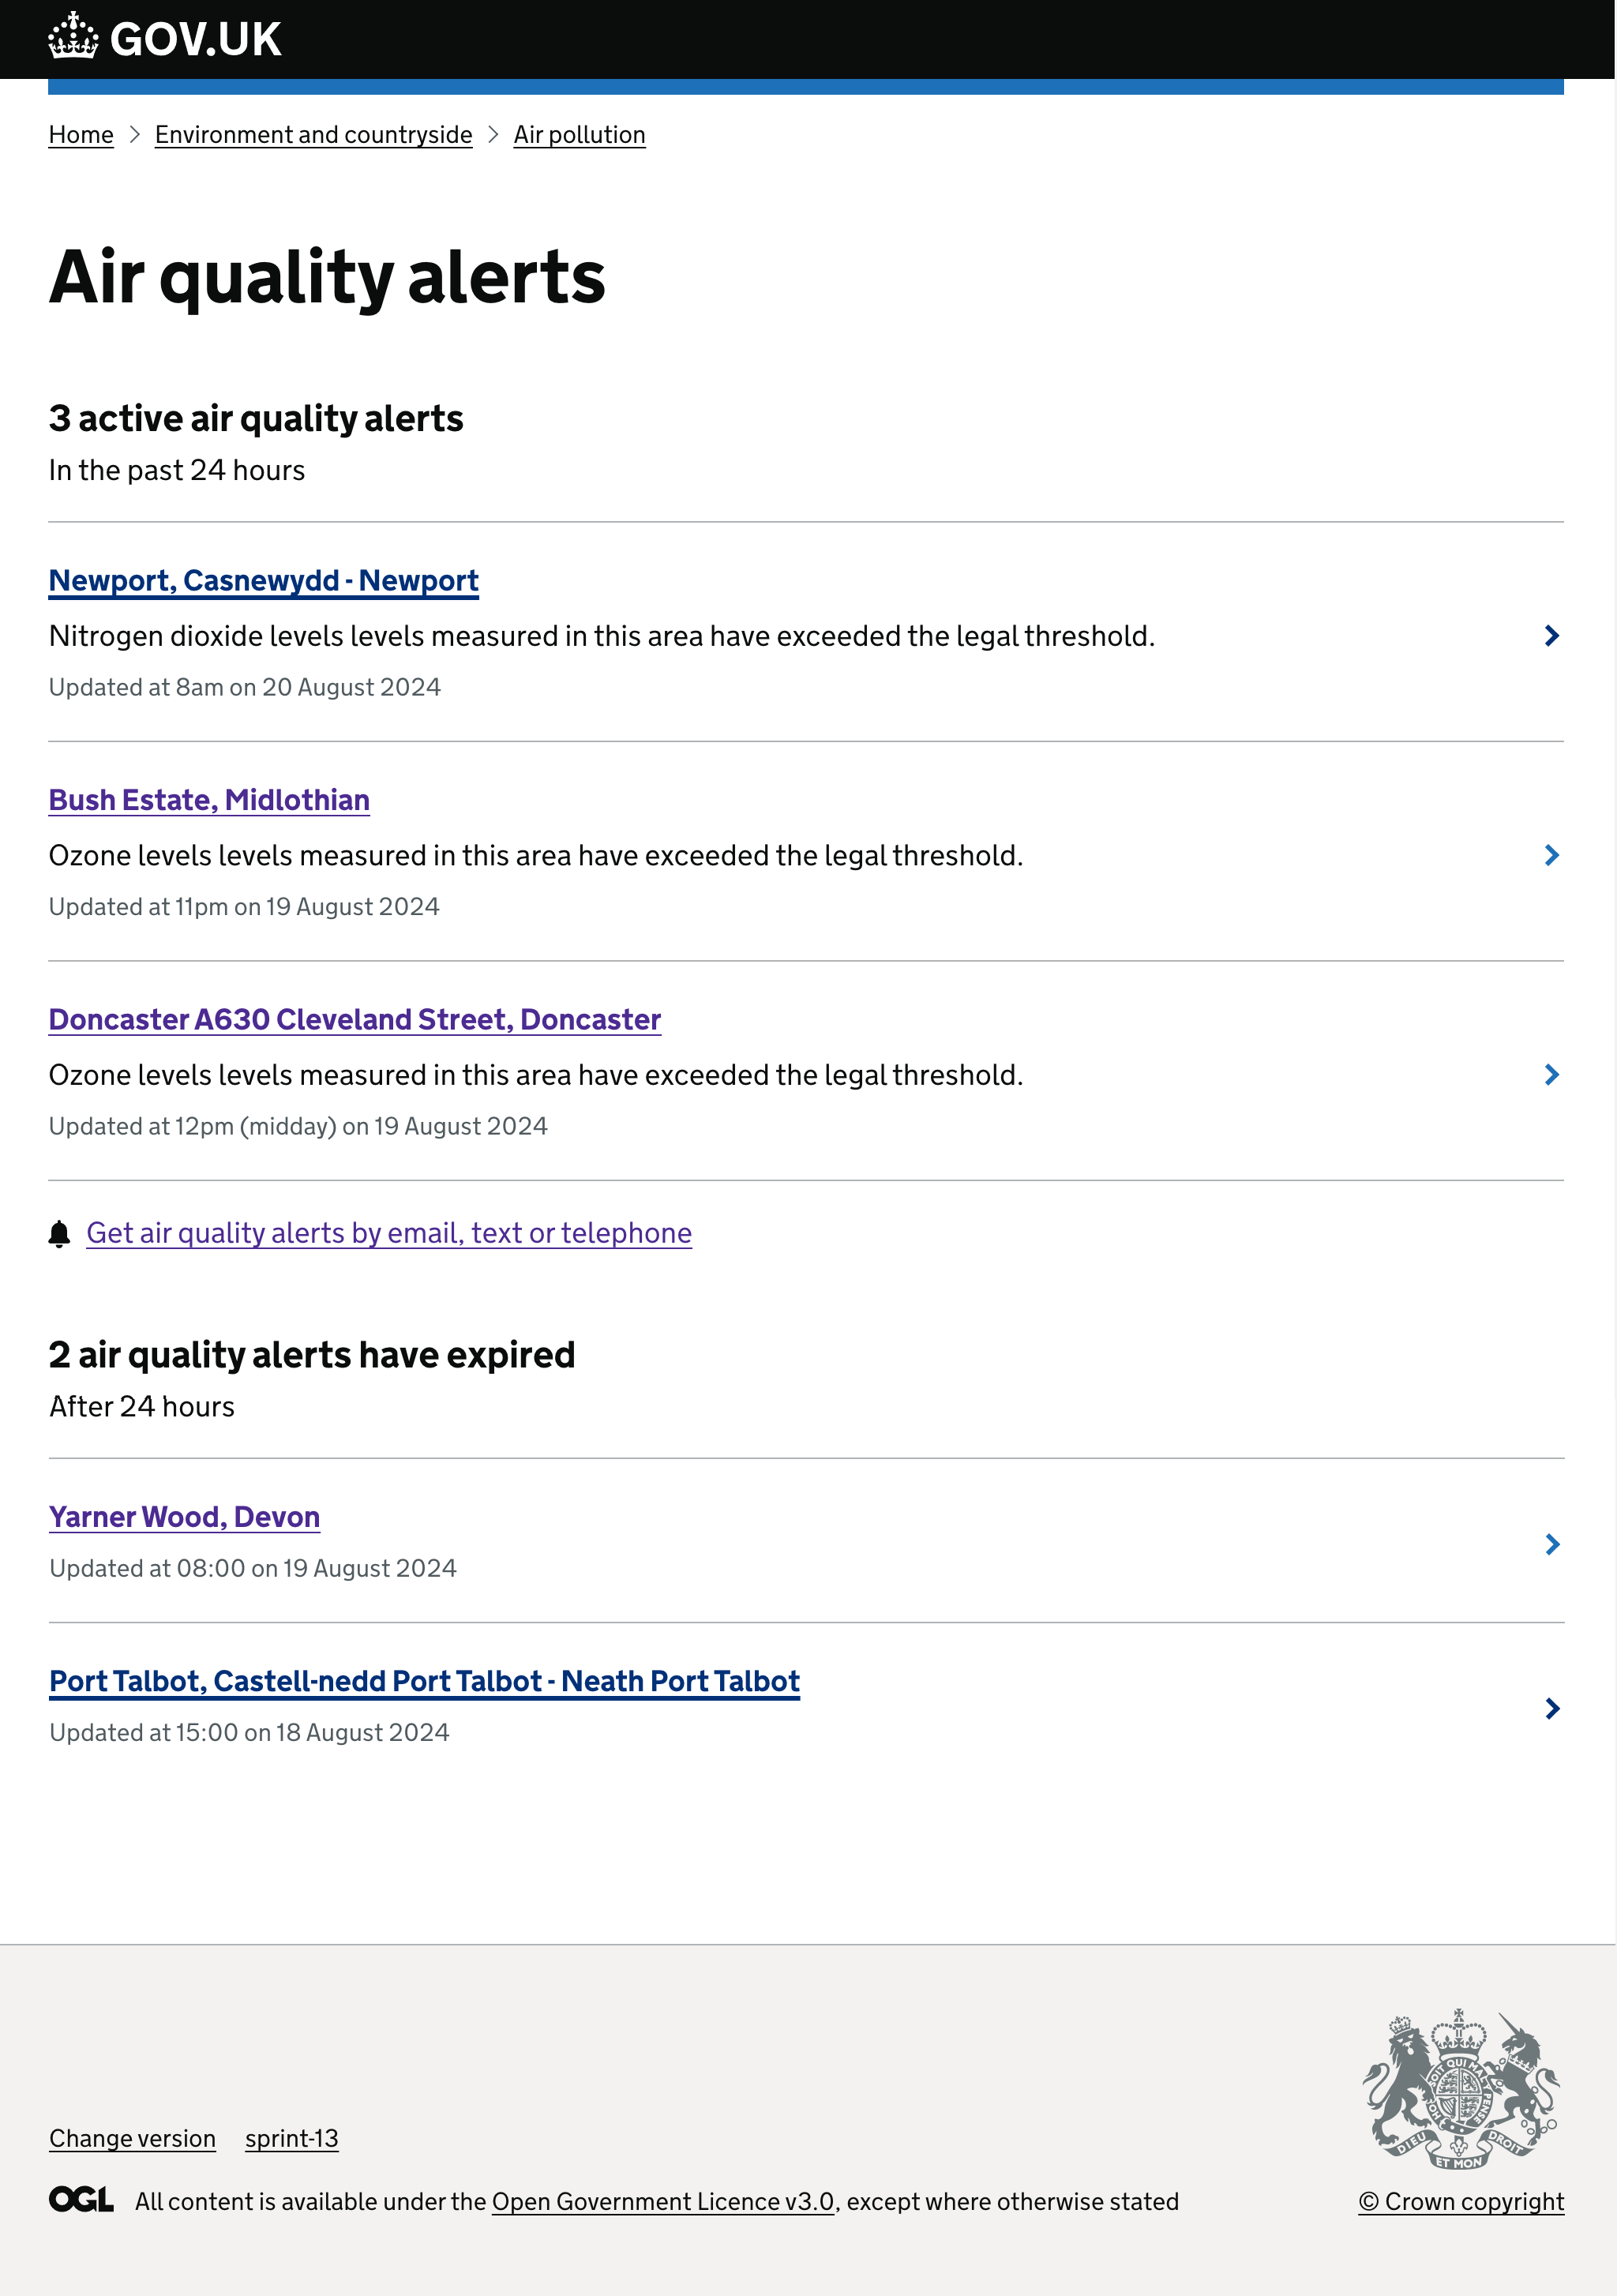 GOV.UK
Home > Environment and countryside > Air pollution
Air quality alerts
3 active air quality alerts
In the past 24 hours
Newport, Casnewydd - Newport
Nitrogen dioxide levels levels measured in this area have exceeded the legal threshold.
Updated at 8am on 20 August 2024
Bush Estate, Midlothian
Ozone levels levels measured in this area have exceeded the legal threshold.
Updated at 11pm on 19 August 2024
Doncaster A630 Cleveland Street, Doncaster
Ozone levels levels measured in this area have exceeded the legal threshold.
Updated at 12pm (midday) on 19 August 2024
Get air quality alerts by email, text or telephone
2 air quality alerts have expired
After 24 hours
Yarner Wood, Devon
Updated at 08:00 on 19 August 2024
Port Talbot, Castell-nedd Port Talbot - Neath Port Talbot
Updated at 15:00 on 18 August 2024
DIEU ET MON DROIT
Change version sprint-13
OGL All content is available under the Open Government Licence v3.0, except where otherwise stated
© Crown copyright